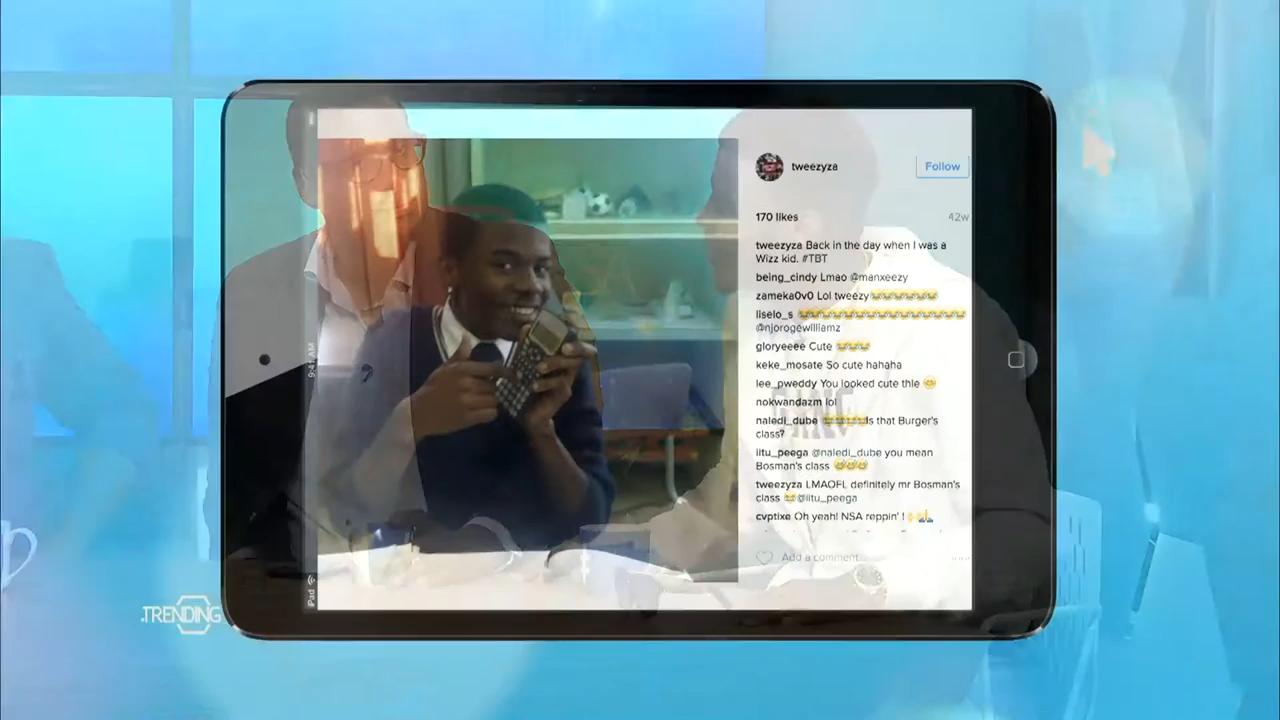 tweezyza
Follow
170 likes
42w
tweezyza Back in the day when I was a
Wizz kid. #TBT
being_cindy Lmao @manxeezy
zameka0v0 Lol tweezy😂😂😂😂😂😂😂😂
liselo_s 😂😂😂😂😂😂😂😂😂😂😂😂😂😂😂😂😂
@njorogewilliamz
gloryeeee Cute 😂😂😂😂
keke_mosate So cute hahaha
lee_pweddy You looked cute thle 😊
nokwandazm lol
naledi_dube 😂😂😂😂😂Is that Burger's
class?
iitu_peega @naledi_dube you mean
Bosman's class 😅😅😅
tweezyza LMAOFL definitely mr Bosman's
class 😂@iitu_peega
cvptixe Oh yeah! NSA reppin' ! 🙌🙏
Add a comment...
9:41 AM
iPad
.TRENDING